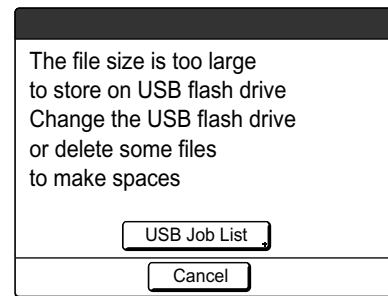 The file size is too large
to store on USB flash drive
Change the USB flash drive
or delete some files
to make spaces
USB Job List
Cancel